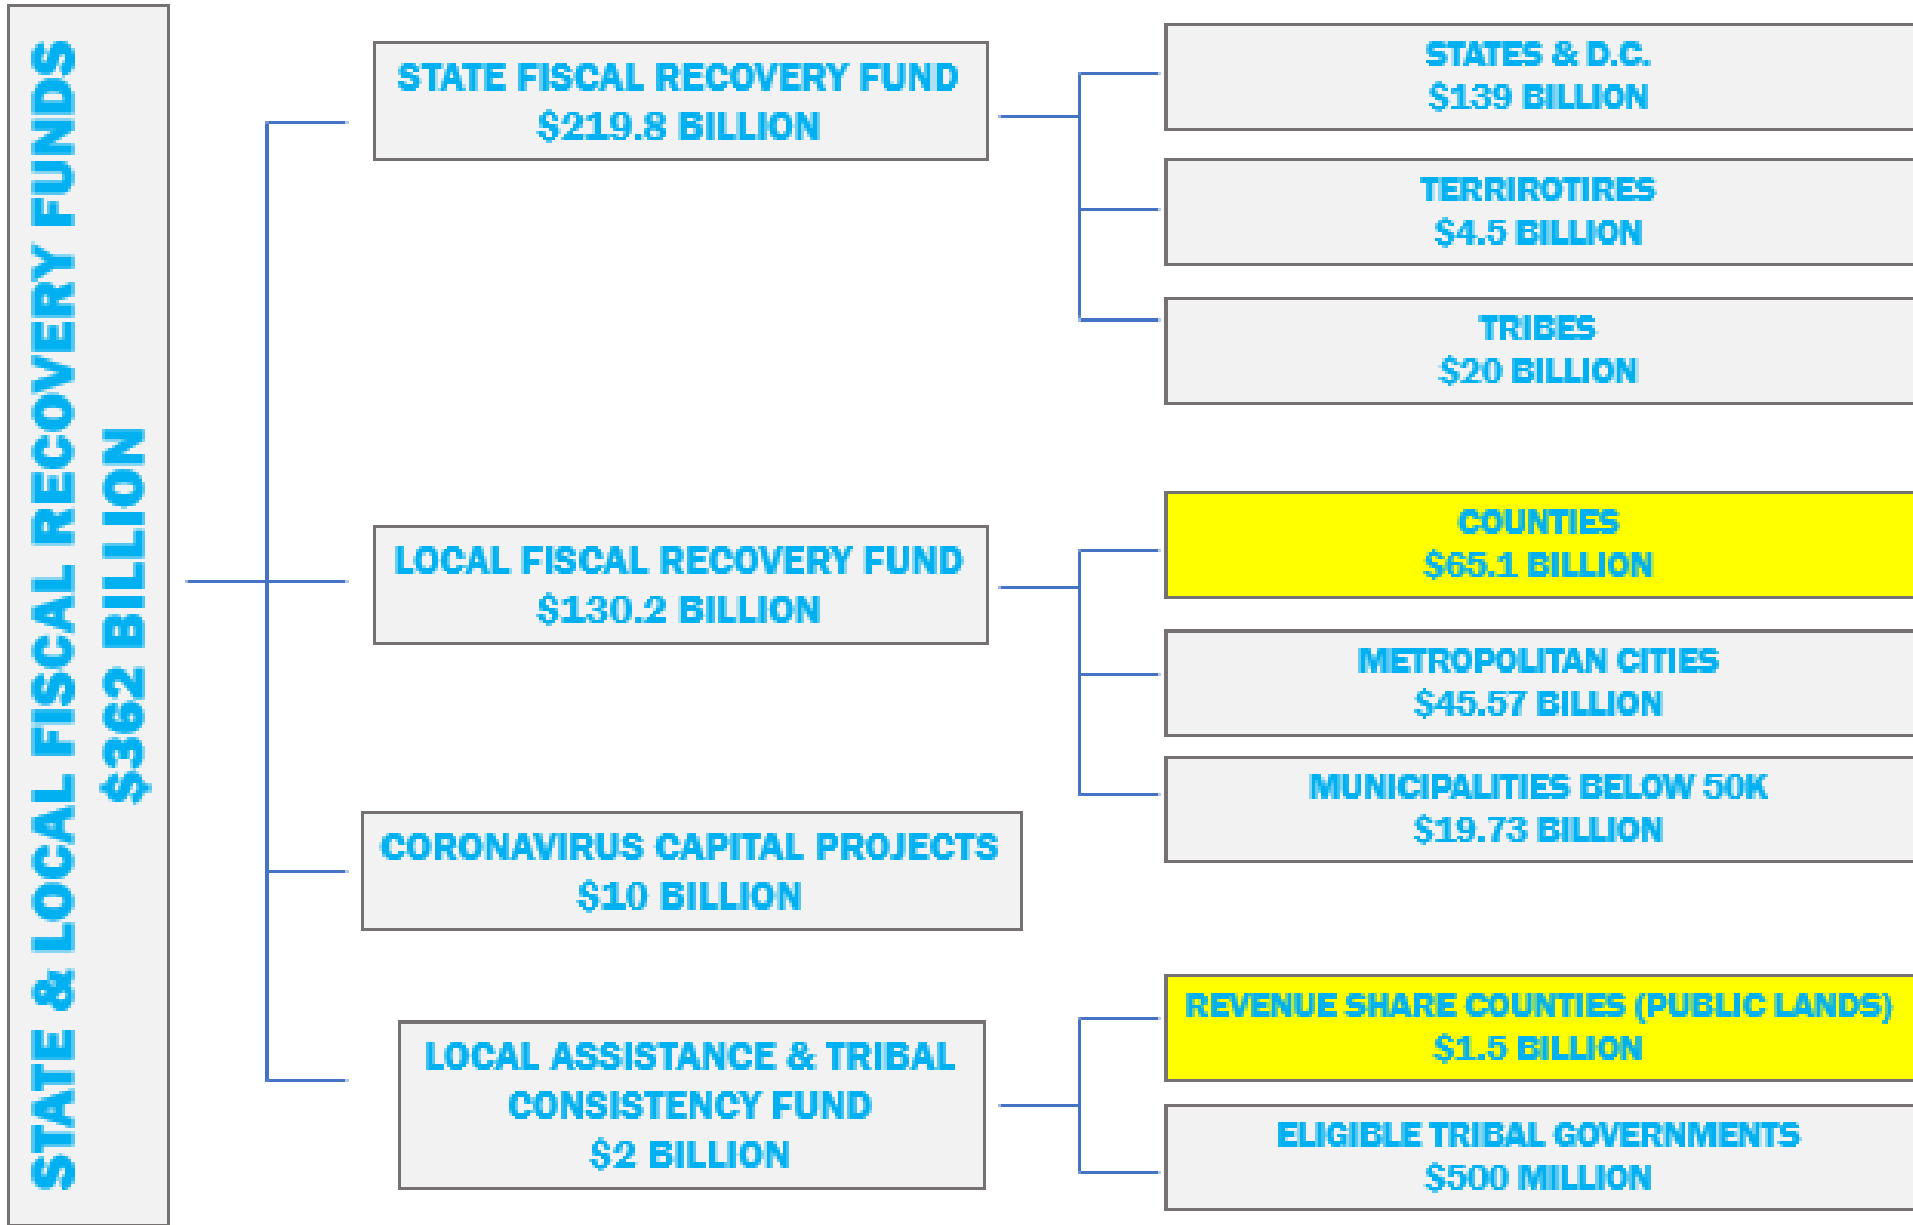 STATE & LOCAL FISCAL RECOVERY FUNDS
$362 BILLION
STATE FISCAL RECOVERY FUND
$219.8 BILLION
STATES & D.C.
$139 BILLION
TERRIROTIRES
$4.5 BILLION
TRIBES
$20 BILLION
LOCAL FISCAL RECOVERY FUND
$130.2 BILLION
COUNTIES
$65.1 BILLION
METROPOLITAN CITIES
$45.57 BILLION
MUNICIPALITIES BELOW 50K
$19.73 BILLION
CORONAVIRUS CAPITAL PROJECTS
$10 BILLION
LOCAL ASSISTANCE & TRIBAL
CONSISTENCY FUND
$2 BILLION
REVENUE SHARE COUNTIES (PUBLIC LANDS)
$1.5 BILLION
ELIGIBLE TRIBAL GOVERNMENTS
$500 MILLION